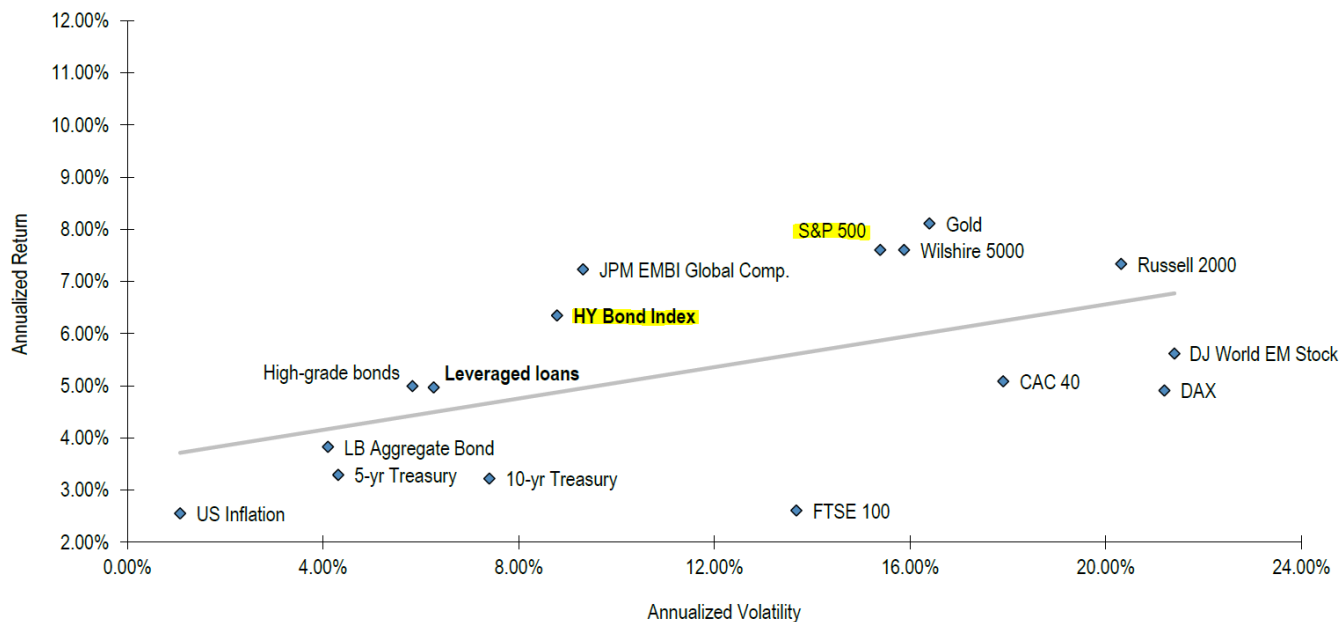 12.00%
11.00%
10.00%
9.00%
8.00%
7.00%
6.00%
5.00%
4.00%
3.00%
2.00%
Annualized Return
S&P 500
Gold
Wilshire 5000
Russell 2000
JPM EMBI Global Comp.
HY Bond Index
DJ World EM Stock
High-grade bonds
Leveraged loans
CAC 40
DAX
LB Aggregate Bond
5-yr Treasury
10-yr Treasury
US Inflation
FTSE 100
0.00% 4.00% 8.00% 12.00% 16.00% 20.00% 24.00%
Annualized Volatility